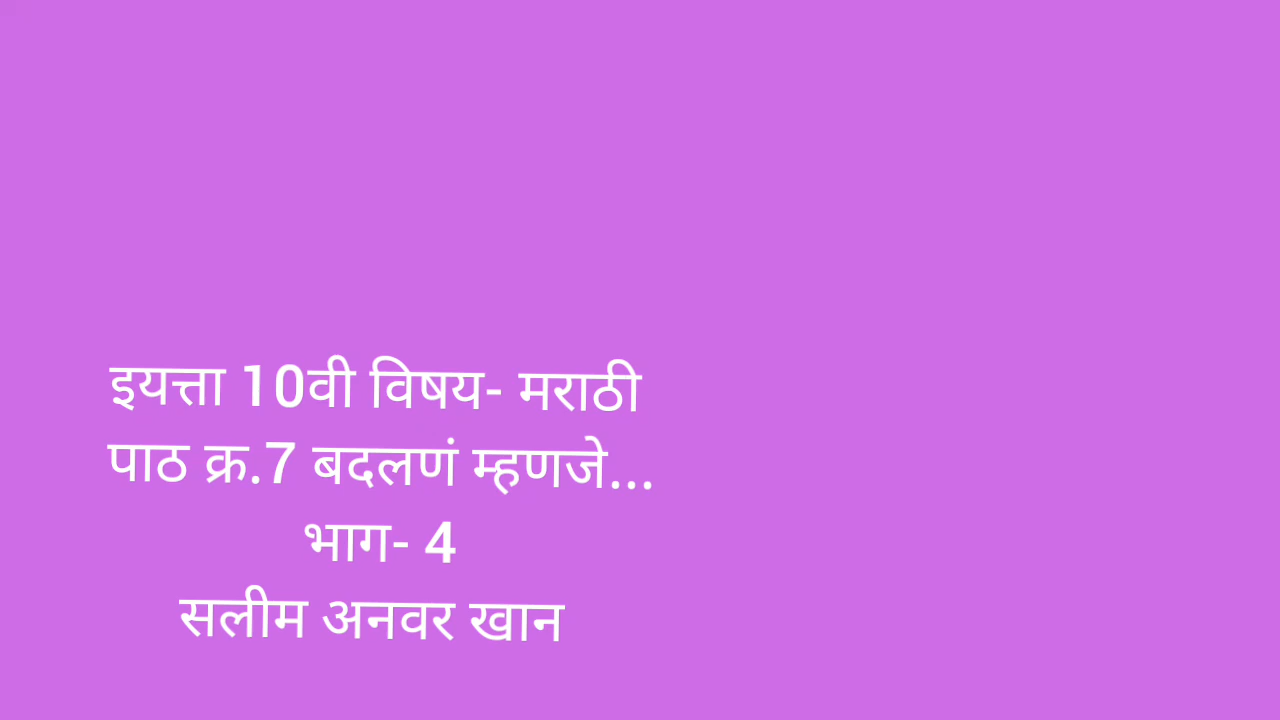 इयत्ता 10वी विषय- मराठी
पाठ क्र.7 बदलणं म्हणजे...
भाग- 4
सलीम अनवर खान